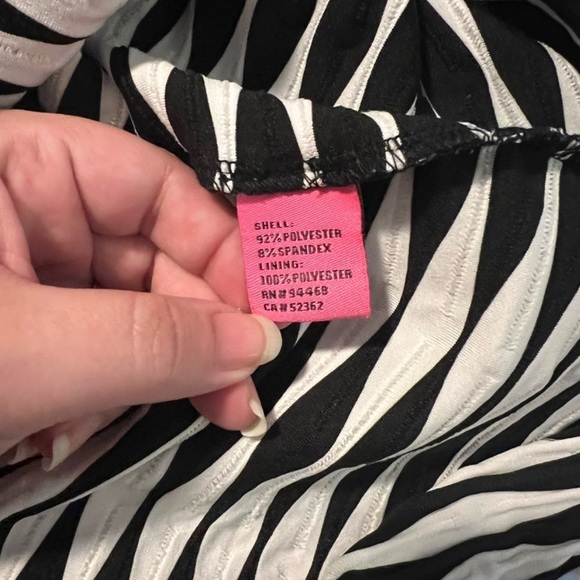 SHELL:
92% POLYESTER
8% SPANDEX
LINING:
100% POLYESTER
RN# 94468
CA# 52362